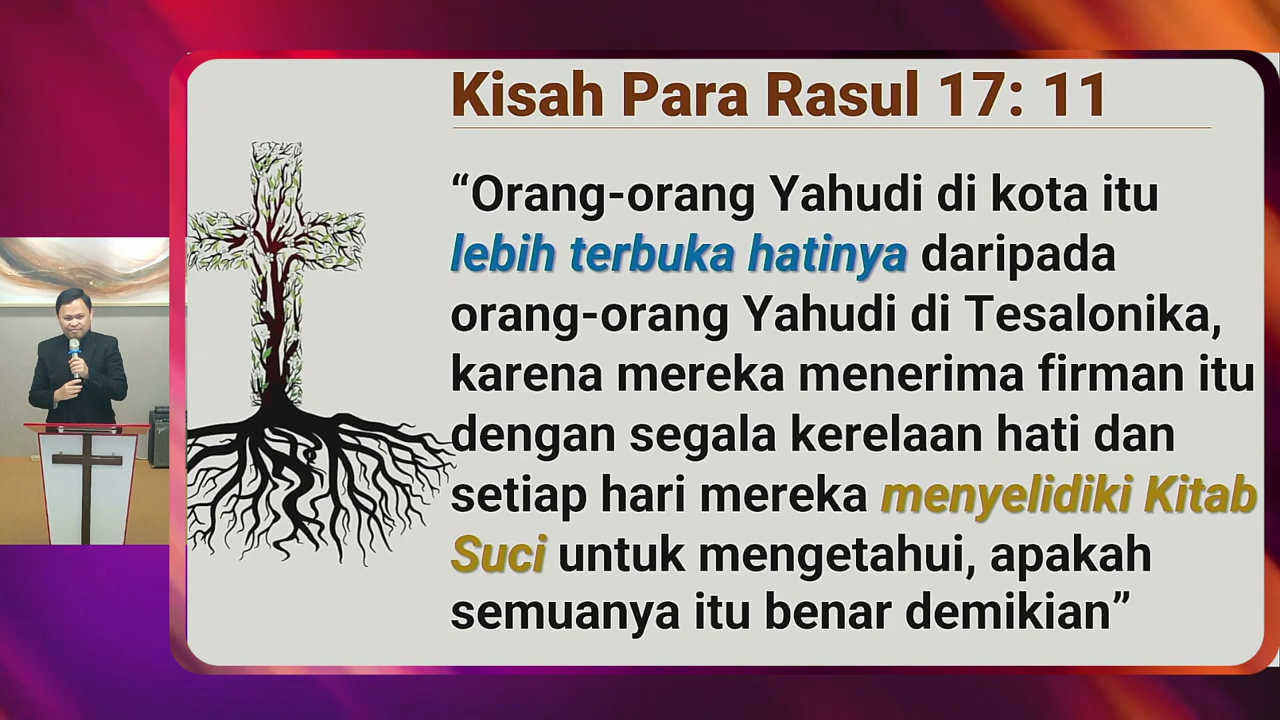 Kisah Para Rasul 17: 11
“Orang-orang Yahudi di kota itu
lebih terbuka hatinya daripada
orang-orang Yahudi di Tesalonika,
karena mereka menerima firman itu
dengan segala kerelaan hati dan
setiap hari mereka menyelidiki Kitab
Suci untuk mengetahui, apakah
semuanya itu benar demikian”